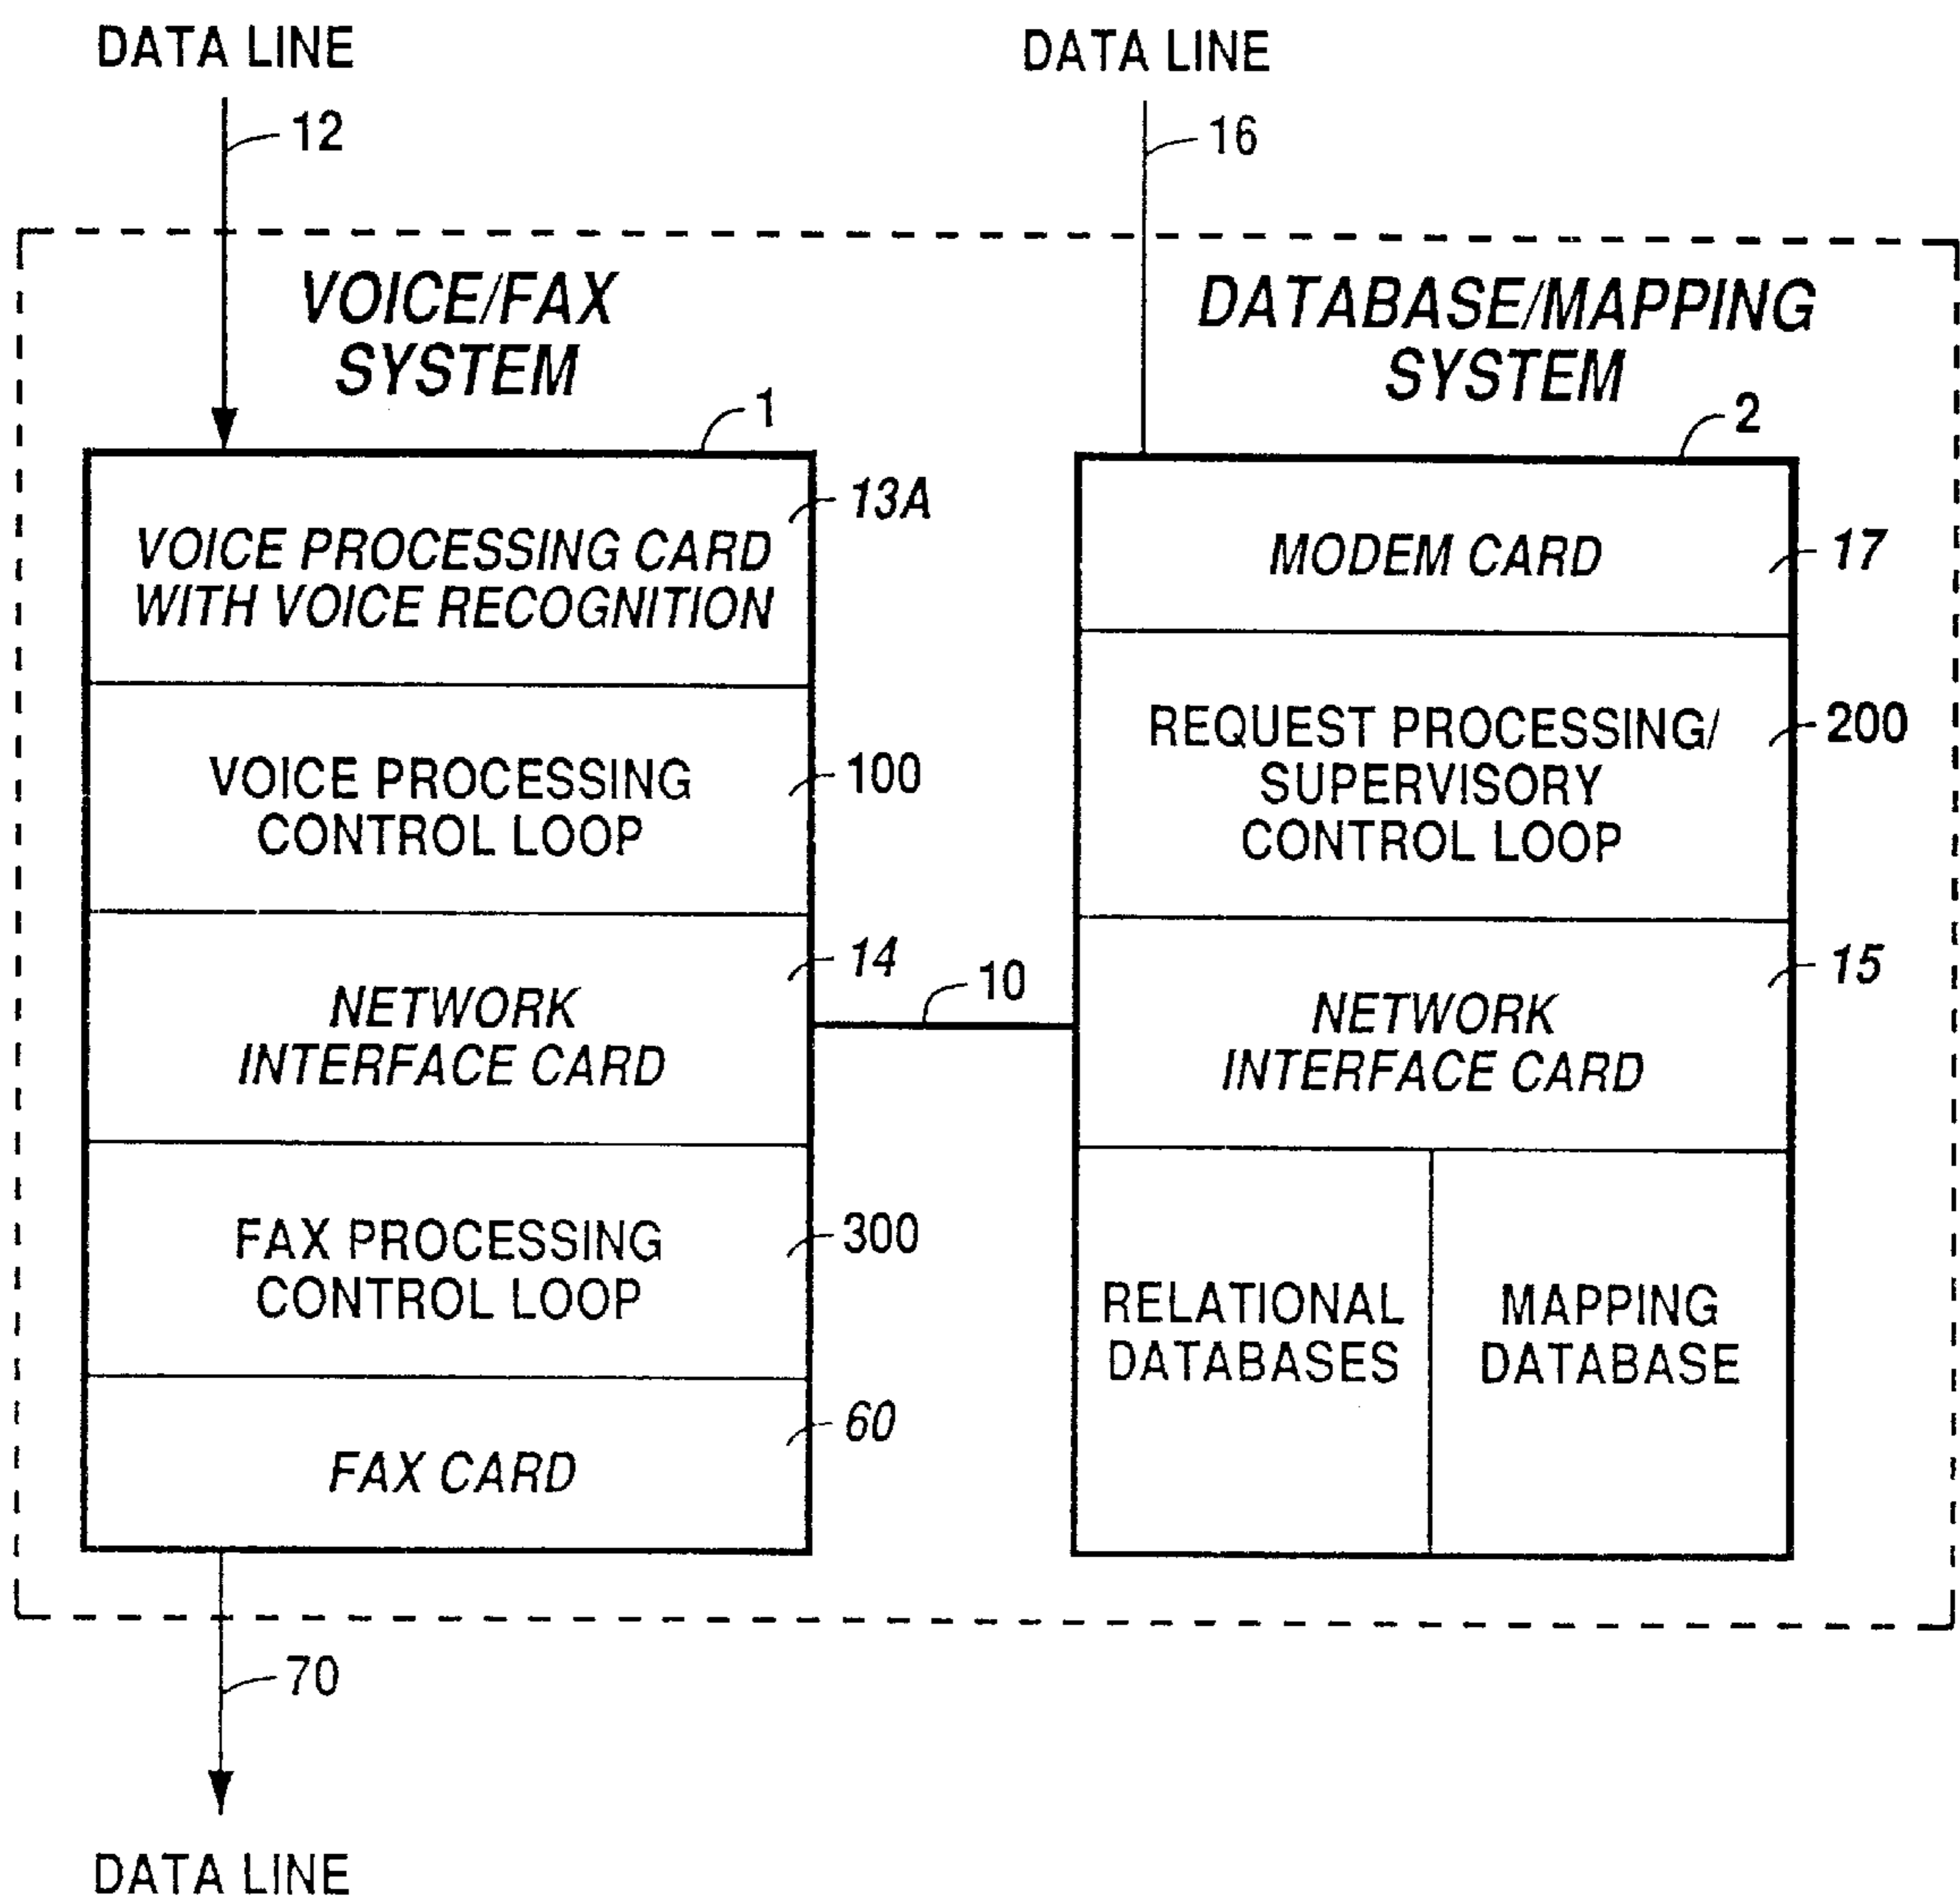 DATA LINE
12
DATA LINE
16
VOICE/FAX
SYSTEM
DATABASE/MAPPING
SYSTEM
1
13A
VOICE PROCESSING CARD
WITH VOICE RECOGNITION
VOICE PROCESSING
CONTROL LOOP
100
14
NETWORK
INTERFACE CARD
10
FAX PROCESSING
CONTROL LOOP
300
60
FAX CARD
2
MODEM CARD
17
REQUEST PROCESSING/
SUPERVISORY
CONTROL LOOP
200
15
NETWORK
INTERFACE CARD
RELATIONAL
DATABASES
MAPPING
DATABASE
70
DATA LINE